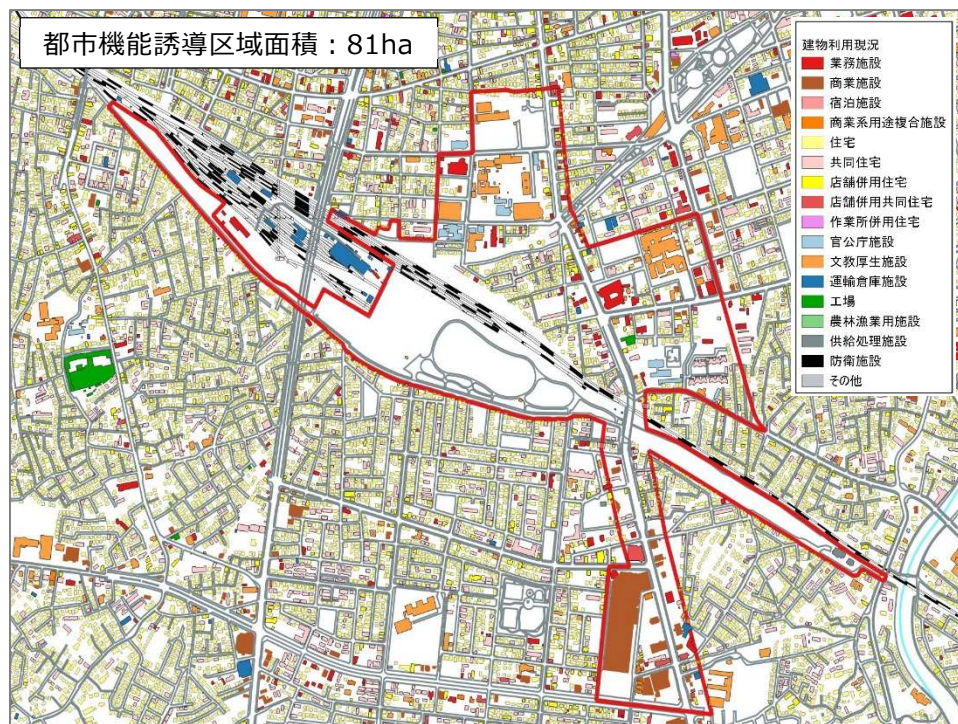 都市機能誘導区域面積：81ha
建物利用現況
業務施設
商業施設
宿泊施設
商業系用途複合施設
住宅
共同住宅
店舗併用住宅
店舗併用共同住宅
作業所併用住宅
官公庁施設
文教厚生施設
運輸倉庫施設
工場
農林漁業用施設
供給処理施設
防衛施設
その他